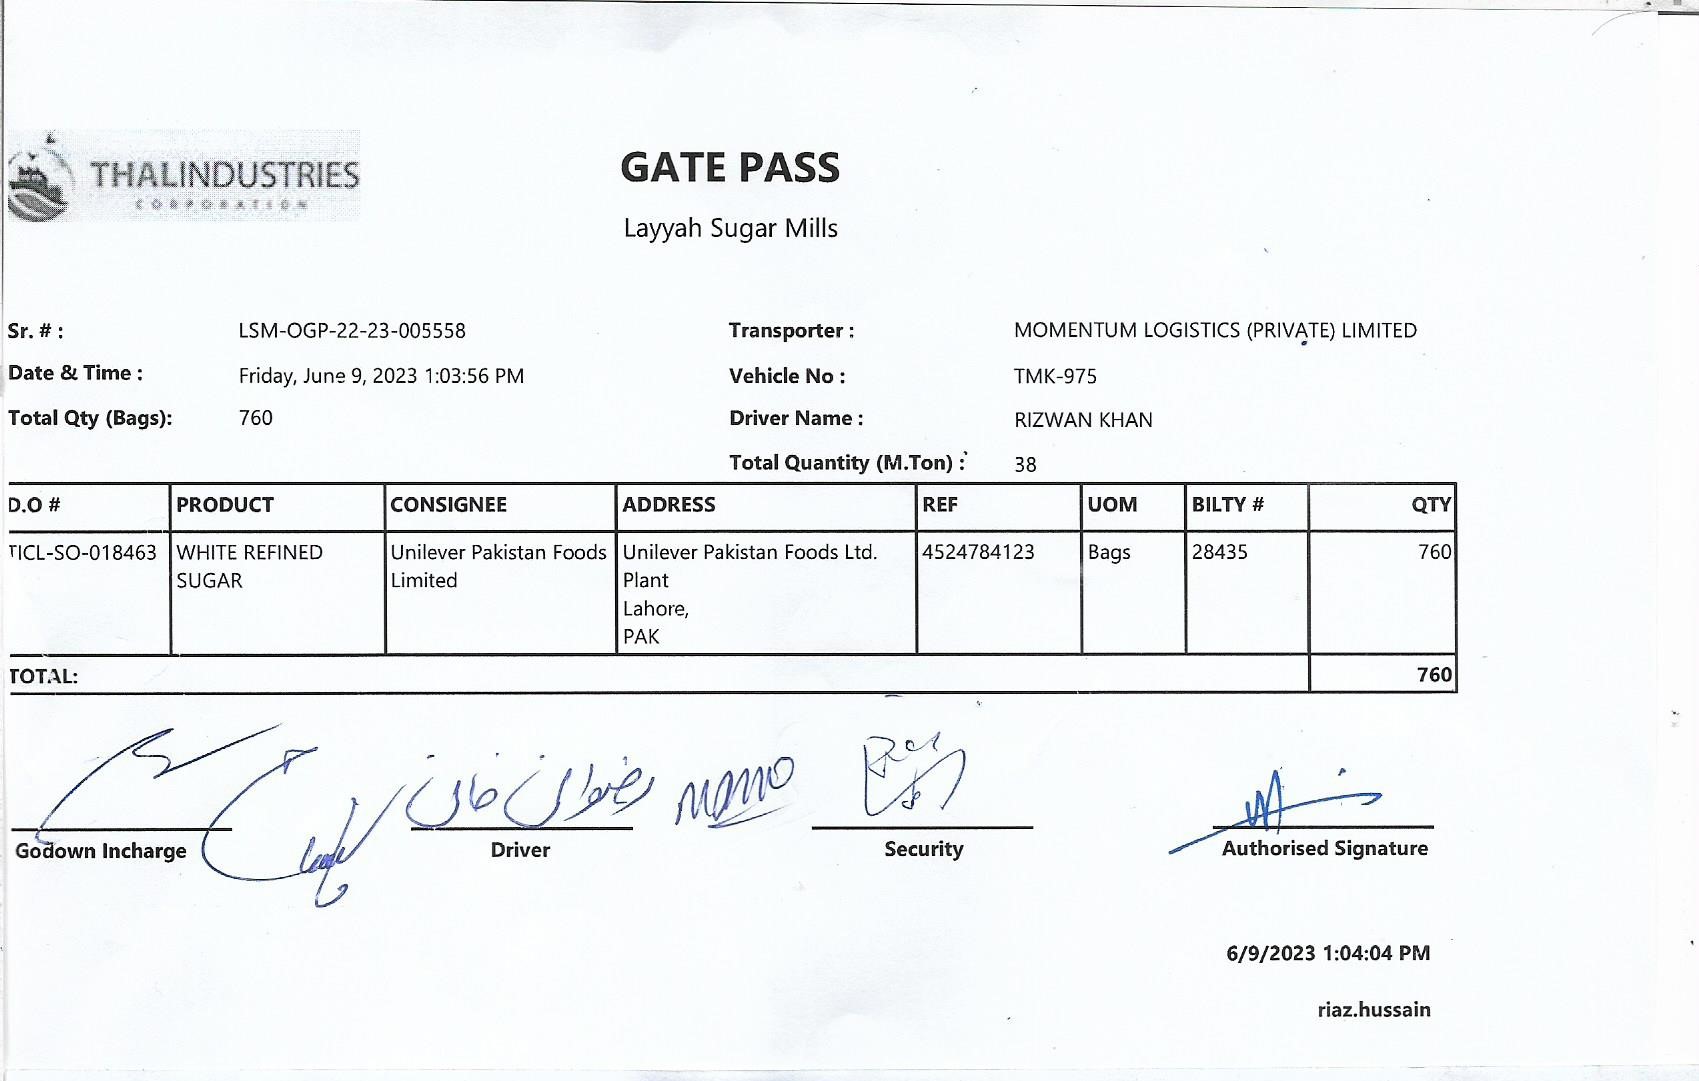 THALINDUSTRIES
CORPORATION
GATE PASS
Layyah Sugar Mills
Sr. # : LSM-OGP-22-23-005558 Transporter : MOMENTUM LOGISTICS (PRIVATE) LIMITED
Date & Time : Friday, June 9, 2023 1:03:56 PM Vehicle No : TMK-975
Total Qty (Bags): 760 Driver Name : RIZWAN KHAN
Total Quantity (M.Ton) : 38
D.O # PRODUCT CONSIGNEE ADDRESS REF UOM BILTY # QTY
TICL-SO-018463 WHITE REFINED Unilever Pakistan Foods Unilever Pakistan Foods Ltd. 4524784123 Bags 28435 760
SUGAR Limited Plant
Lahore,
PAK
TOTAL: 760
رضوان خان
Godown Incharge Driver Security Authorised Signature
6/9/2023 1:04:04 PM
riaz.hussain